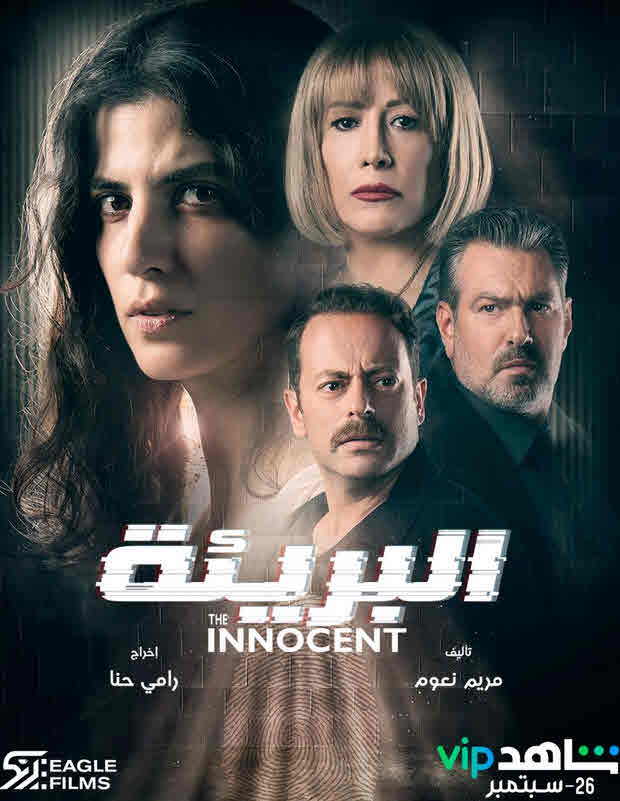 البريئة
THE
INNOCENT
تأليف
مريم نعوم
إخراج
رامي حنا
EAGLE
FILMS
شاهد vip
26- سبتمبر